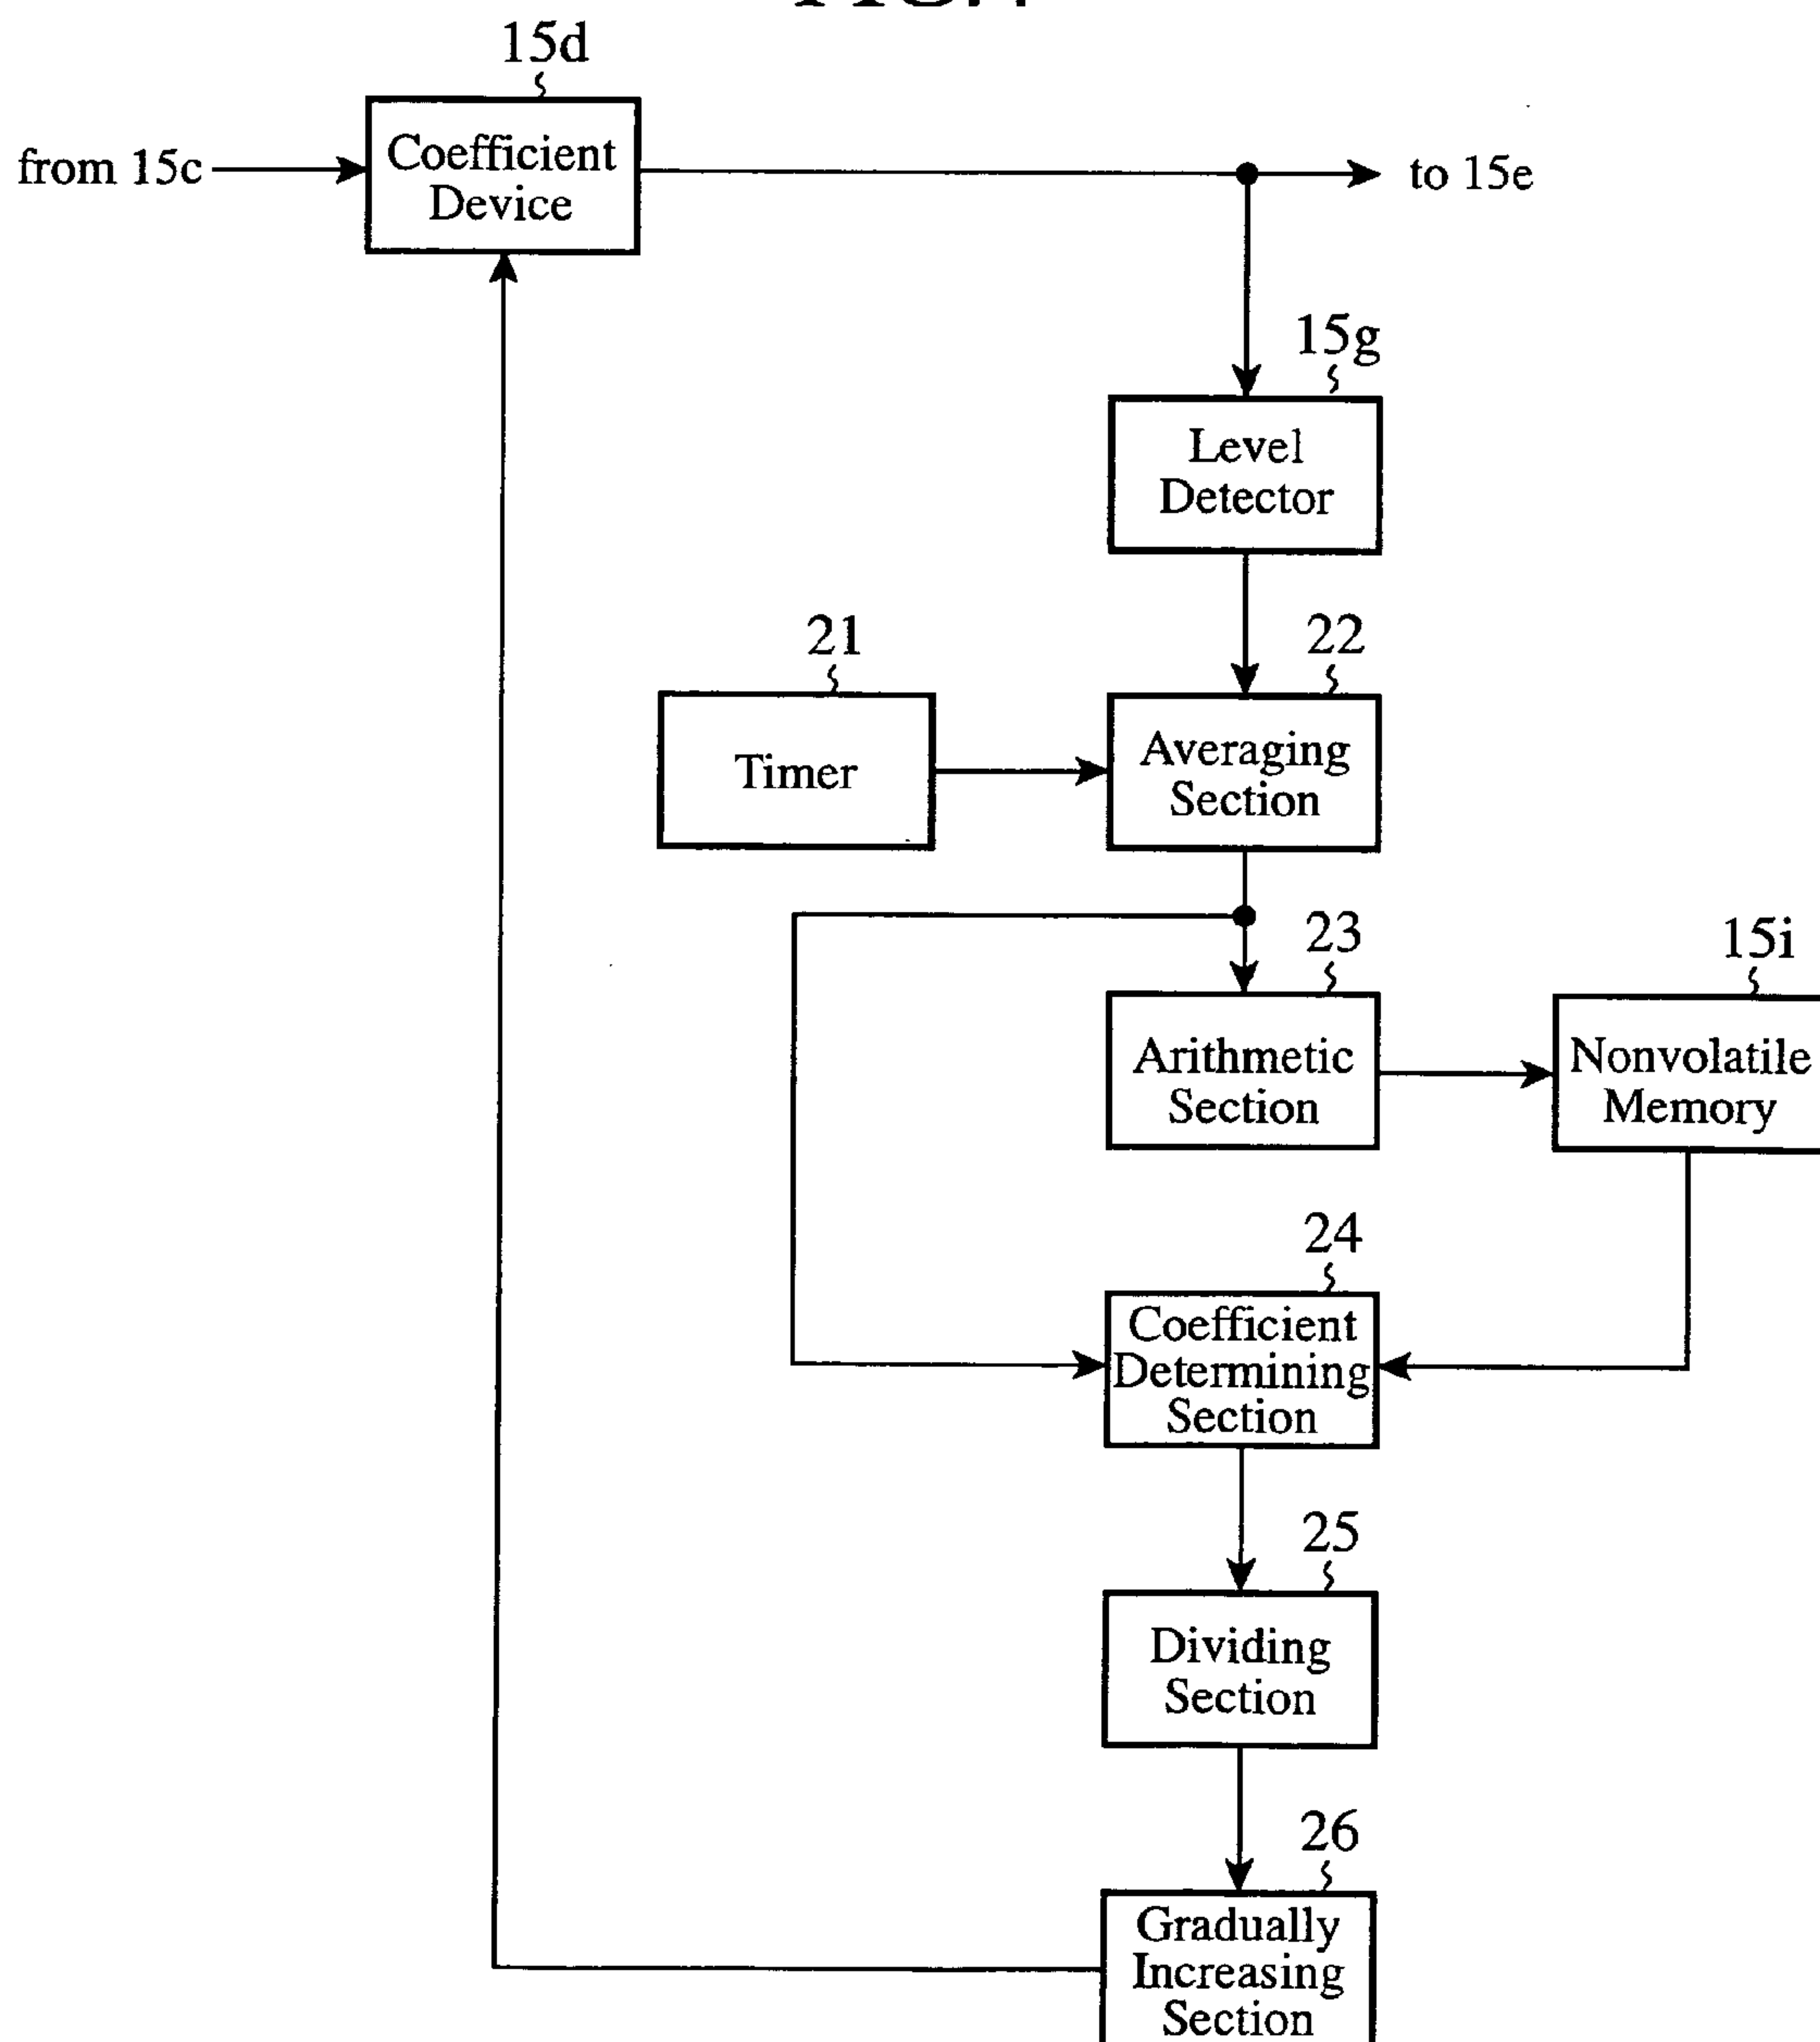 15d
from 15c
Coefficient
Device
to 15e
15g
Level
Detector
21
22
Timer
Averaging
Section
23
15i
Arithmetic
Section
Nonvolatile
Memory
24
Coefficient
Determining
Section
25
Dividing
Section
26
Gradually
Increasing
Section